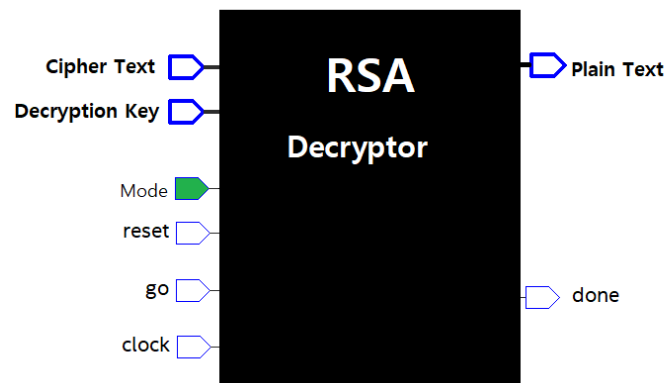 Cipher Text
Decryption Key
Mode
reset
go
clock
RSA
Decryptor
Plain Text
done